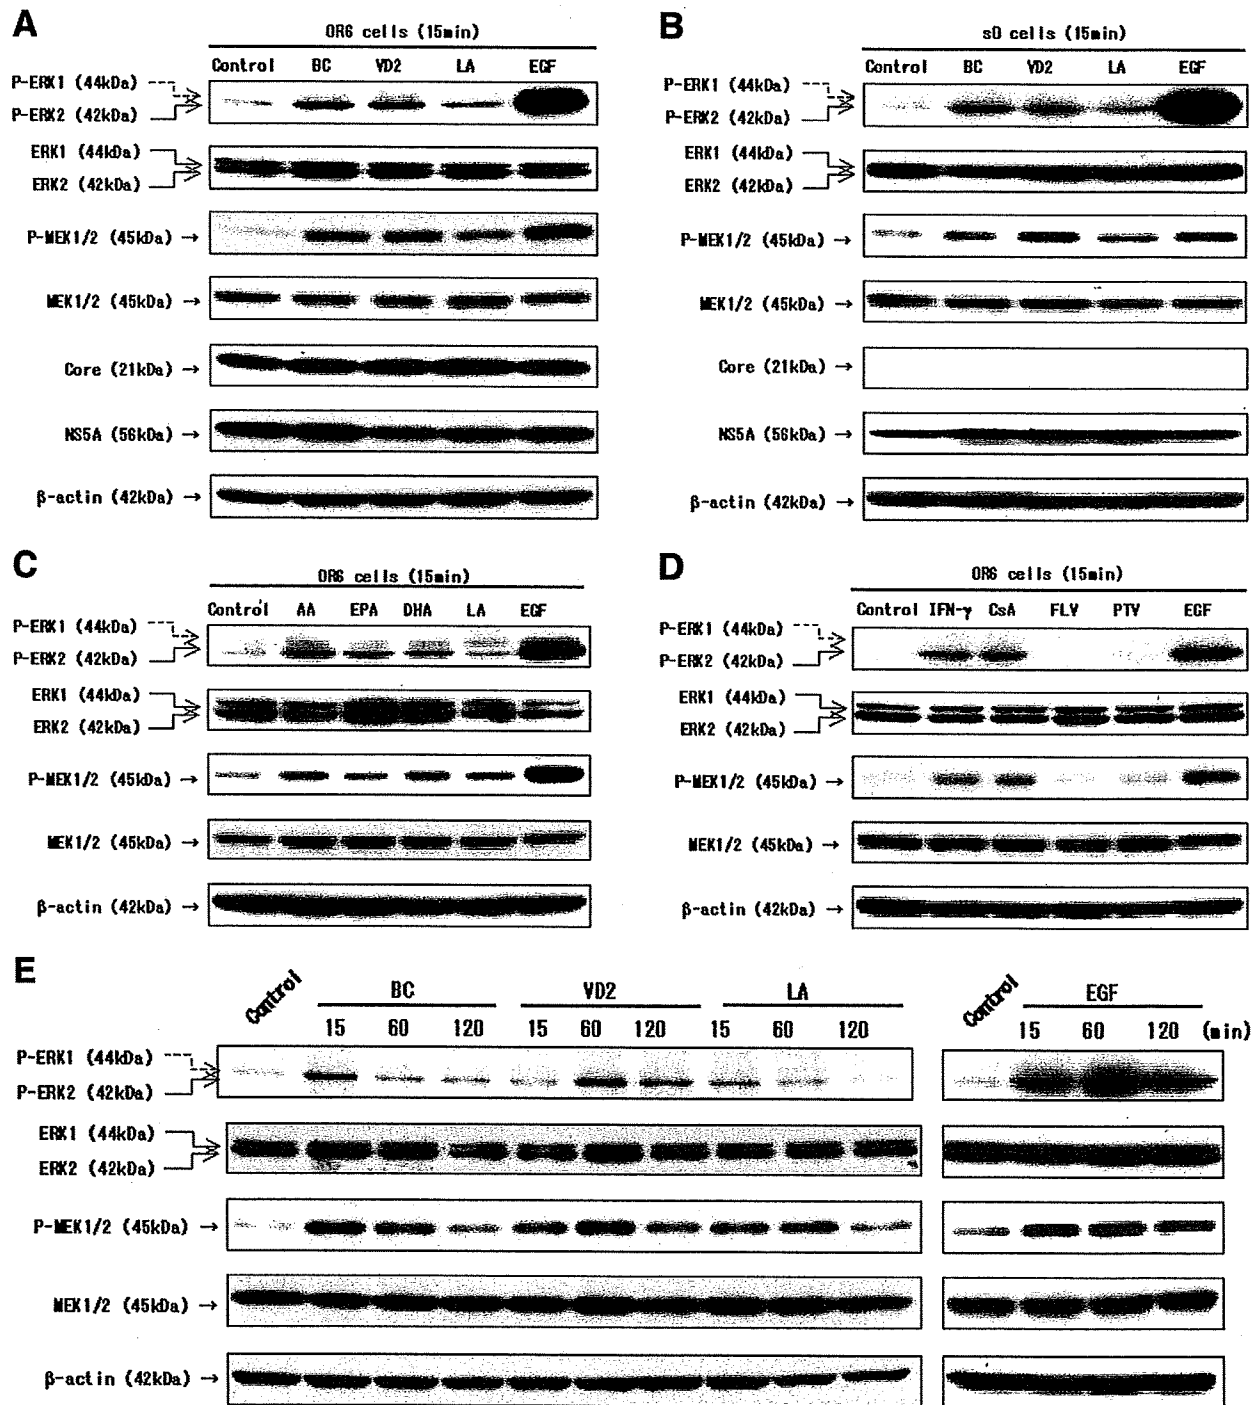 A
OR6 cells (15min)
Control BC VD2 LA EGF
P-ERK1 (44kDa)
P-ERK2 (42kDa)
ERK1 (44kDa)
ERK2 (42kDa)
P-MEK1/2 (45kDa) →
MEK1/2 (45kDa) →
Core (21kDa) →
NS5A (56kDa) →
β-actin (42kDa) →
B
sO cells (15min)
Control BC VD2 LA EGF
P-ERK1 (44kDa)
P-ERK2 (42kDa)
ERK1 (44kDa)
ERK2 (42kDa)
P-MEK1/2 (45kDa) →
MEK1/2 (45kDa) →
Core (21kDa) →
NS5A (56kDa) →
β-actin (42kDa) →
C
OR6 cells (15min)
Control AA EPA DHA LA EGF
P-ERK1 (44kDa)
P-ERK2 (42kDa)
ERK1 (44kDa)
ERK2 (42kDa)
P-MEK1/2 (45kDa) →
MEK1/2 (45kDa) →
β-actin (42kDa) →
D
OR6 cells (15min)
Control IFN-γ CsA FLV PTV EGF
P-ERK1 (44kDa)
P-ERK2 (42kDa)
ERK1 (44kDa)
ERK2 (42kDa)
P-MEK1/2 (45kDa) →
MEK1/2 (45kDa) →
β-actin (42kDa) →
E
Control BC VD2 LA Control EGF
15 60 120 15 60 120 15 60 120 15 60 120 (min)
P-ERK1 (44kDa)
P-ERK2 (42kDa)
ERK1 (44kDa)
ERK2 (42kDa)
P-MEK1/2 (45kDa) →
MEK1/2 (45kDa) →
β-actin (42kDa) →